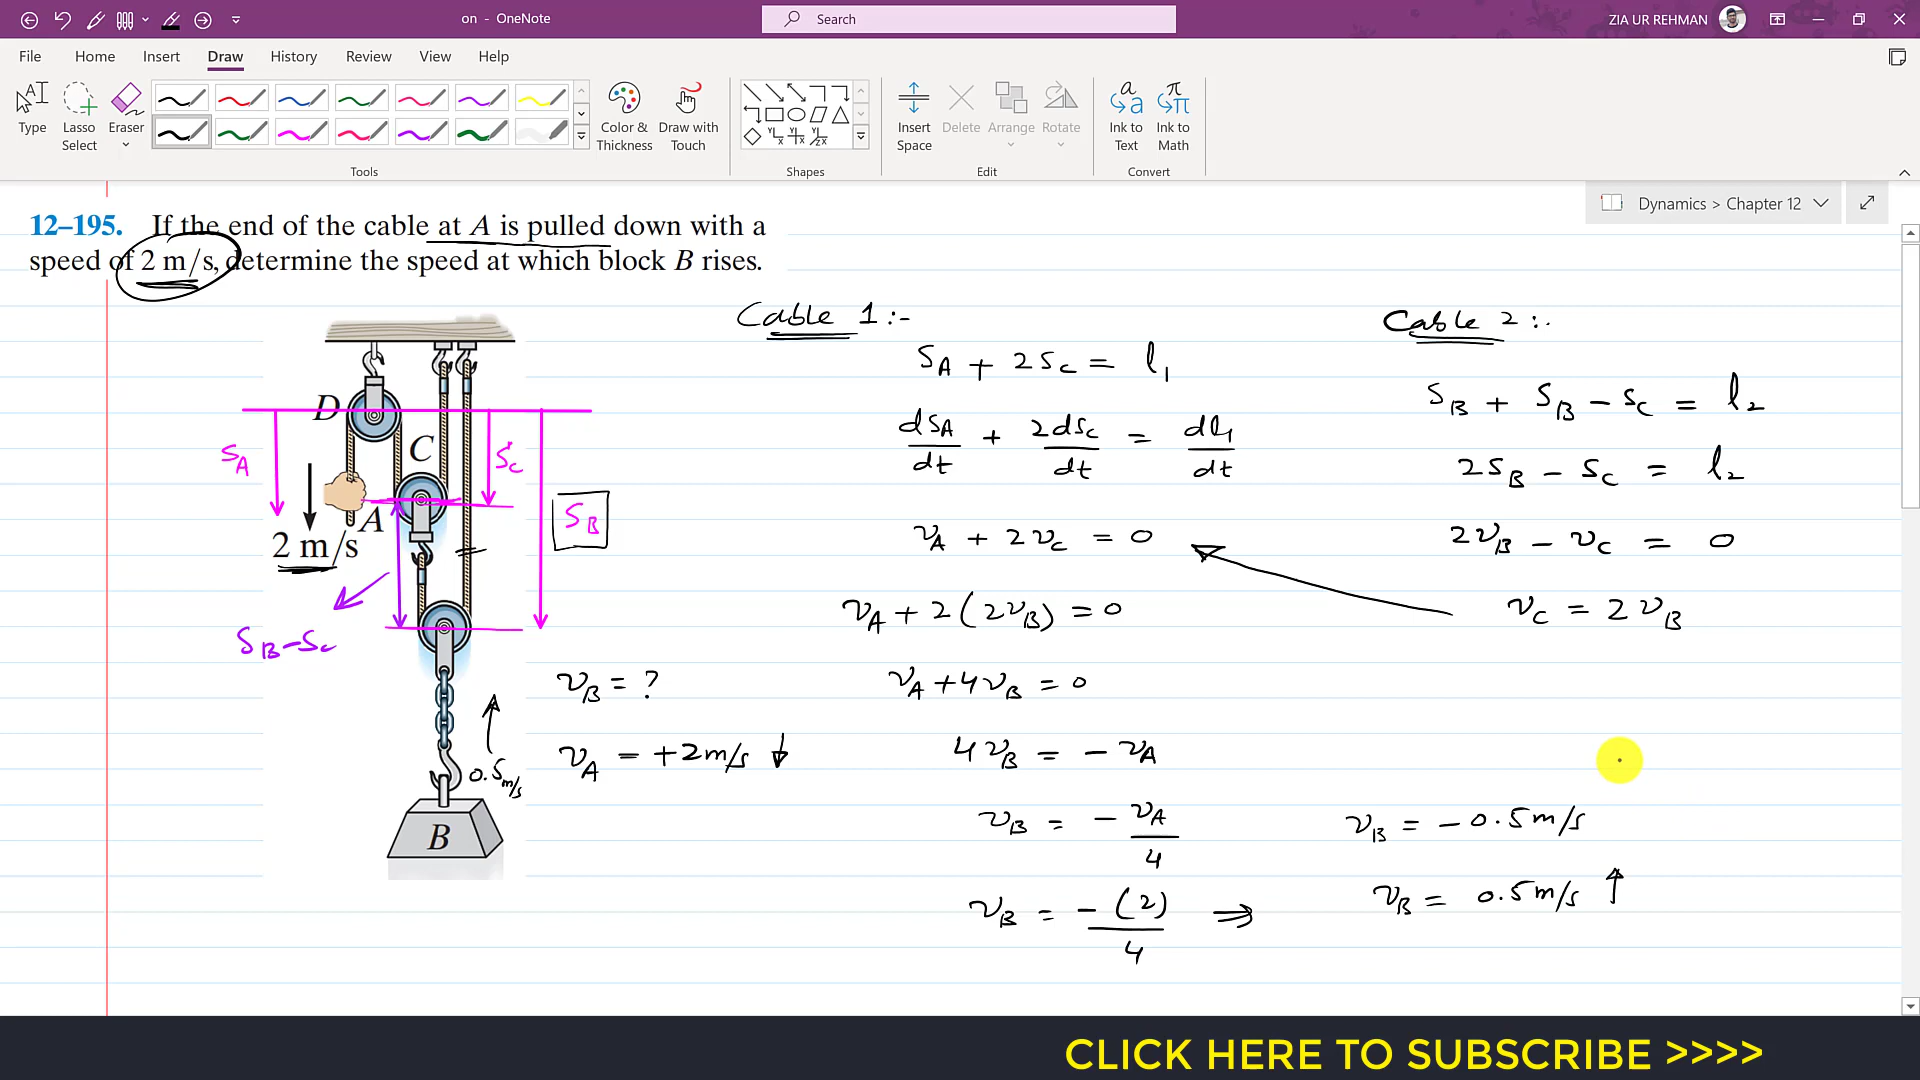 on - OneNote
Search
ZIA UR REHMAN
File Home Insert Draw History Review View Help
Type
Lasso Select
Eraser
Color & Thickness
Draw with Touch
Insert Space
Delete
Arrange
Rotate
Ink to Text
Ink to Math
Tools
Shapes
Edit
Convert
Dynamics > Chapter 12
12–195. If the end of the cable at A is pulled down with a
speed of 2 m/s, determine the speed at which block B rises.
D
C
A
2 m/s
B
S_A
S_C
S_B
S_B - S_C
0.5 m/s
v_B = ?
v_A = +2 m/s ↓
Cable 1 :-
S_A + 2S_C = l_1
dS_A/dt + 2dS_C/dt = dl_1/dt
v_A + 2v_C = 0
v_A + 2(2v_B) = 0
v_A + 4v_B = 0
4v_B = - v_A
v_B = - v_A/4
v_B = -(2)/4 ⇒
Cable 2 :-
S_B + S_B - S_C = l_2
2S_B - S_C = l_2
2v_B - v_C = 0
v_C = 2v_B
v_B = -0.5 m/s
v_B = 0.5 m/s ↑
CLICK HERE TO SUBSCRIBE >>>>